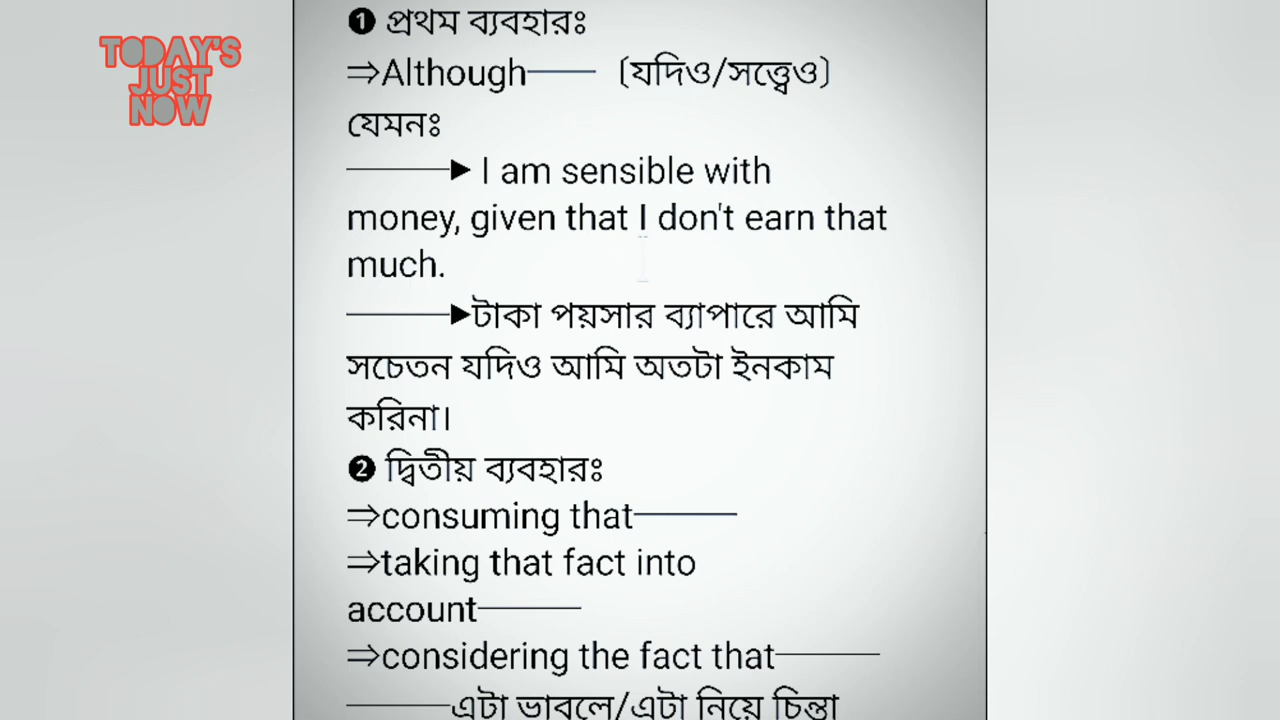 TODAY'S
JUST
NOW
❶ প্রথম ব্যবহারঃ
⇒Although—— (যদিও/সত্ত্বেও)
যেমনঃ
———▶ I am sensible with
money, given that I don't earn that
much.
———▶টাকা পয়সার ব্যাপারে আমি
সচেতন যদিও আমি অতটা ইনকাম
করিনা।
❷ দ্বিতীয় ব্যবহারঃ
⇒consuming that———
⇒taking that fact into
account———
⇒considering the fact that———
———এটা ভাবলে/এটা নিয়ে চিন্তা